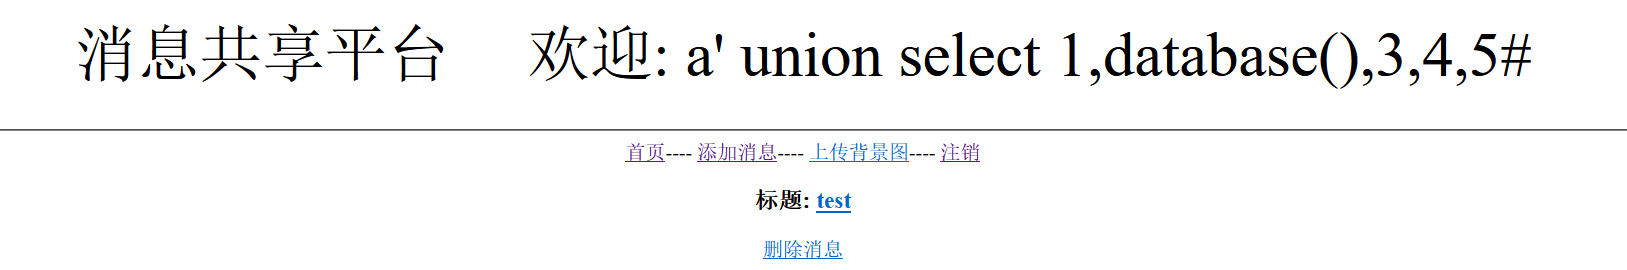 消息共享平台 欢迎: a' union select 1,database(),3,4,5#
首页---- 添加消息---- 上传背景图---- 注销
标题: test
删除消息